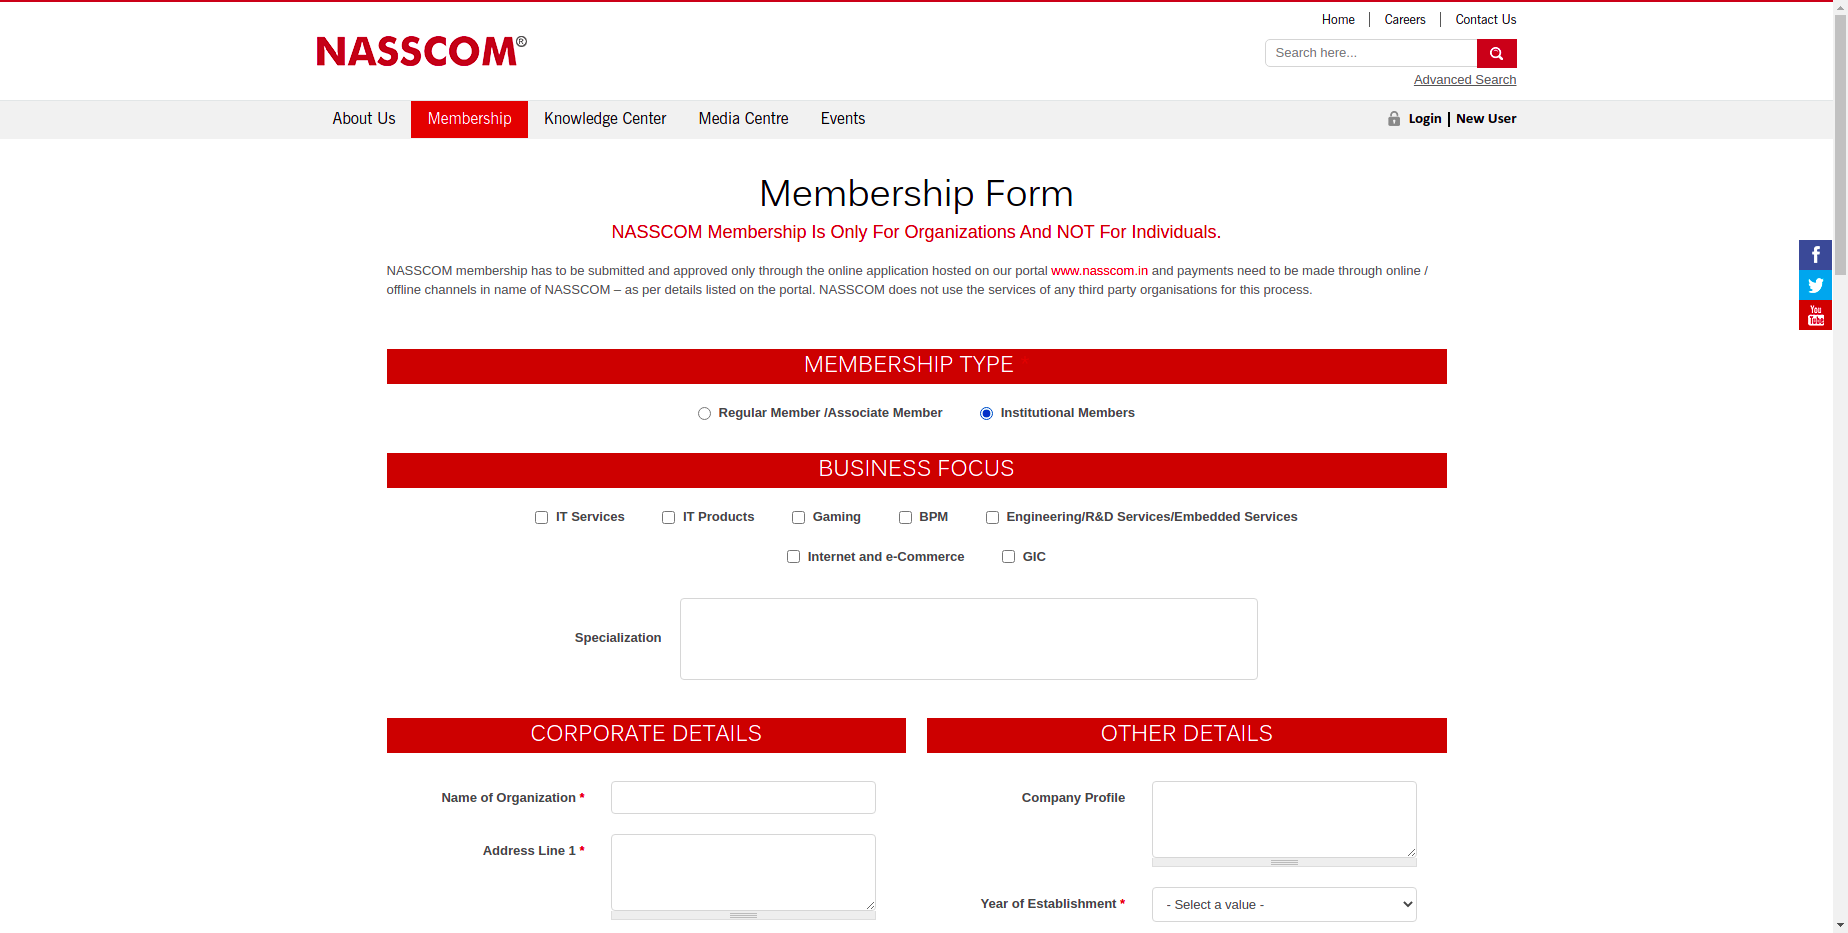 Home
Careers
Contact Us
NASSCOM®
Search here...
Advanced Search
About Us
Membership
Knowledge Center
Media Centre
Events
Login | New User
Membership Form
NASSCOM Membership Is Only For Organizations And NOT For Individuals.
NASSCOM membership has to be submitted and approved only through the online application hosted on our portal www.nasscom.in and payments need to be made through online /
offline channels in name of NASSCOM – as per details listed on the portal. NASSCOM does not use the services of any third party organisations for this process.
You
Tube
MEMBERSHIP TYPE
Regular Member /Associate Member
Institutional Members
BUSINESS FOCUS
IT Services
IT Products
Gaming
BPM
Engineering/R&D Services/Embedded Services
Internet and e-Commerce
GIC
Specialization
CORPORATE DETAILS
Name of Organization *
Address Line 1 *
OTHER DETAILS
Company Profile
Year of Establishment *
- Select a value -